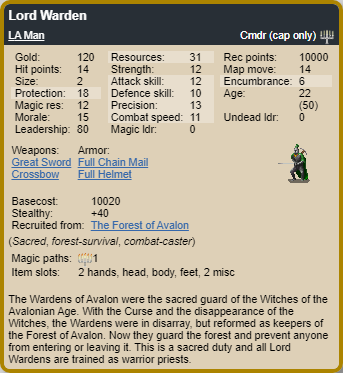 Lord Warden
LA Man Cmdr (cap only)
Gold: 120 Resources: 31 Rec points: 10000
Hit points: 14 Strength: 12 Map move: 14
Size: 2 Attack skill: 12 Encumbrance: 6
Protection: 18 Defence skill: 10 Age: 22
Magic res: 12 Precision: 13 (50)
Morale: 15 Combat speed: 11 Undead ldr: 0
Leadership: 80 Magic ldr: 0
Weapons: Armor:
Great Sword Full Chain Mail
Crossbow Full Helmet
Basecost: 10020
Stealthy: +40
Recruited from: The Forest of Avalon
(Sacred, forest-survival, combat-caster)
Magic paths: 1
Item slots: 2 hands, head, body, feet, 2 misc
The Wardens of Avalon were the sacred guard of the Witches of the
Avalonian Age. With the Curse and the disappearance of the
Witches, the Wardens were in disarray, but reformed as keepers of
the Forest of Avalon. Now they guard the forest and prevent anyone
from entering or leaving it. This is a sacred duty and all Lord
Wardens are trained as warrior priests.